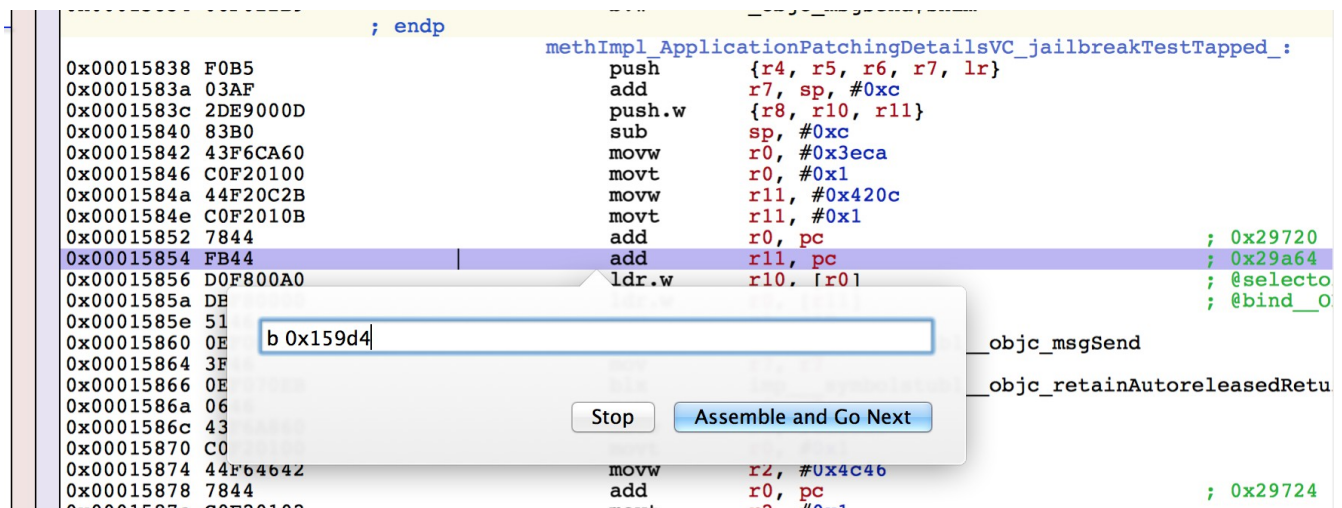 ; endp
methImpl_ApplicationPatchingDetailsVC_jailbreakTestTapped_:
0x00015838 F0B5 push {r4, r5, r6, r7, lr}
0x0001583a 03AF add r7, sp, #0xc
0x0001583c 2DE9000D push.w {r8, r10, r11}
0x00015840 83B0 sub sp, #0xc
0x00015842 43F6CA60 movw r0, #0x3eca
0x00015846 C0F20100 movt r0, #0x1
0x0001584a 44F20C2B movw r11, #0x420c
0x0001584e C0F2010B movt r11, #0x1
0x00015852 7844 add r0, pc ; 0x29720
0x00015854 FB44 add r11, pc ; 0x29a64
0x00015856 D0F800A0 ldr.w r10, [r0] ; @selecto
0x0001585a DB ; @bind__O
0x0001585e 51
b 0x159d4
0x00015860 0E __objc_msgSend
0x00015864 3F
0x00015866 0E __objc_retainAutoreleasedRetu
0x0001586a 06
0x0001586c 43
Stop Assemble and Go Next
0x00015870 C0
0x00015874 44F64642 movw r2, #0x4c46
0x00015878 7844 add r0, pc ; 0x29724